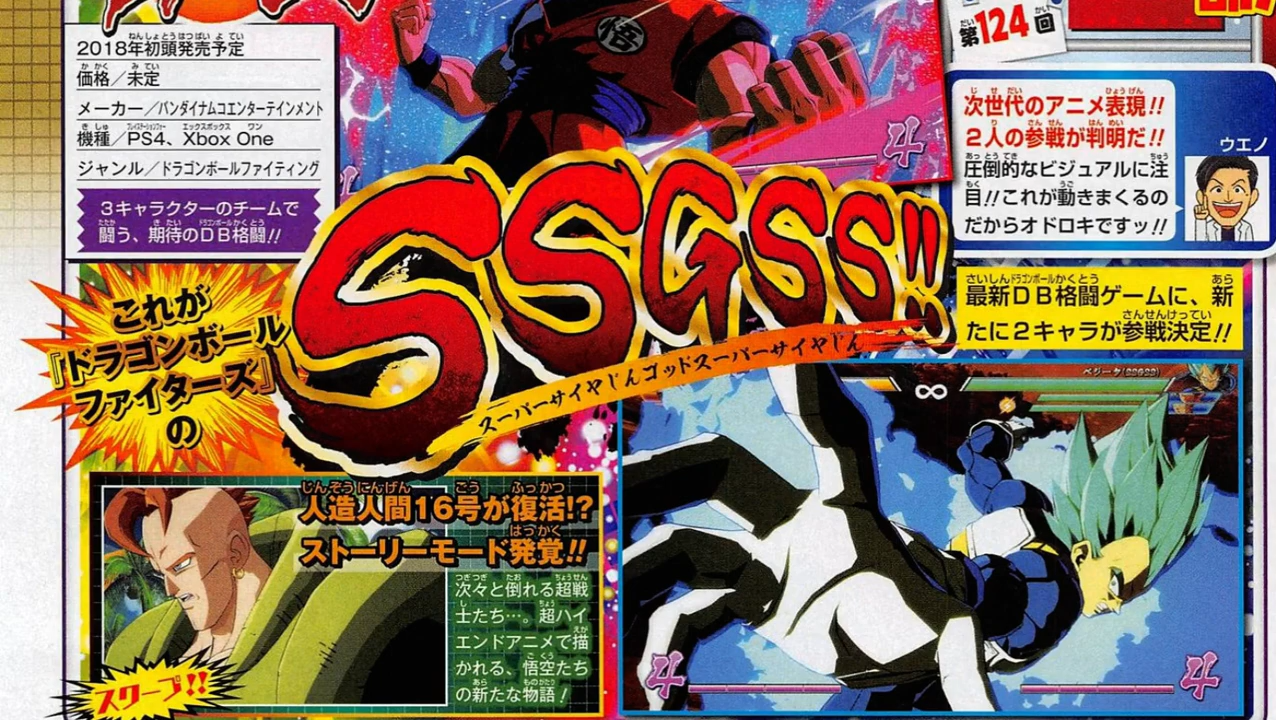 2018年初頭発売予定
価格／未定
メーカー／バンダイナムコエンターテインメント
機種／PS4、Xbox One
ジャンル／ドラゴンボールファイティング
3キャラクターのチームで
闘う、期待のDB格闘!!
悟
第124回
次世代のアニメ表現!!
2人の参戦が判明だ!!
圧倒的なビジュアルに注
目!!これが動きまくるの
だからオドロキですッ!!
ウエノ
これが
『ドラゴンボール
ファイターズ』
の
SSGSS!!
スーパーサイヤじんゴッドスーパーサイヤじん
最新DB格闘ゲームに、新
たに2キャラが参戦決定!!
人造人間16号が復活!?
ストーリーモード発覚!!
次々と倒れる超戦
士たち…。超ハイ
エンドアニメで描
かれる、悟空たち
の新たな物語！
スクープ!!
∞
ベジータ(SSGSS)
4
4
4